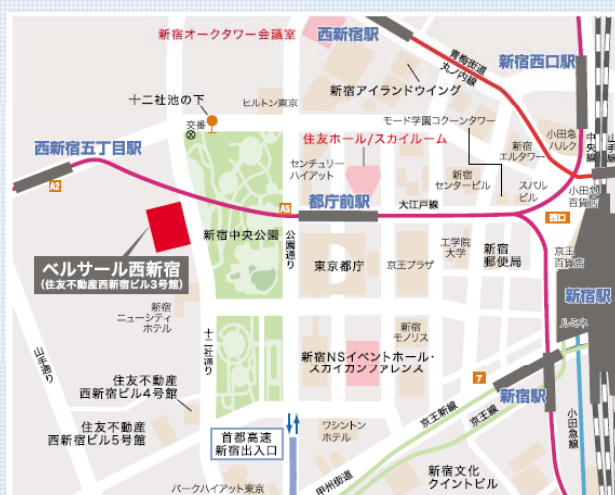 新宿オークタワー会議室
西新宿駅
青梅街道
丸ノ内線
新宿西口駅
新宿アイランドウイング
十二社池の下
ヒルトン東京
交番
モード学園コクーンタワー
住友ホール/スカイルーム
新宿
エルタワー
小田急
ハルク
中央線
山手線
西新宿五丁目駅
A2
センチュリー
ハイアット
新宿
センタービル
スバル
ビル
小田急
百貨店
A5
都庁前駅
大江戸線
西口
新宿中央公園
公園通り
東京都庁
京王プラザ
工学院
大学
新宿
郵便局
京王
百貨店
ベルサール西新宿
(住友不動産西新宿ビル3号館)
新宿駅
新宿
ニューシティ
ホテル
十二社通り
新宿
モノリス
ルミネ
山手通り
新宿NSイベントホール・
スカイカンファレンス
住友不動産
西新宿ビル4号館
7
新宿駅
住友不動産
西新宿ビル5号館
首都高速
新宿出入口
ワシントン
ホテル
京王新線
京王線
小田急線
パークハイアット東京
甲州街道
新宿文化
クイントビル